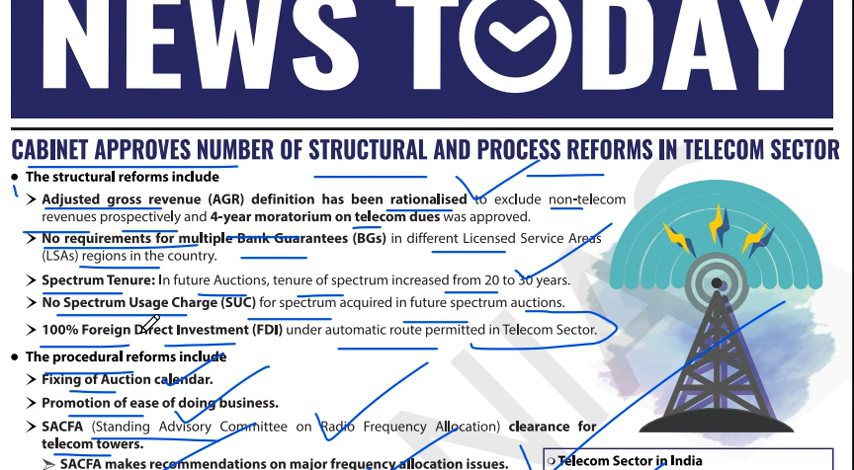 NEWS TODAY
CABINET APPROVES NUMBER OF STRUCTURAL AND PROCESS REFORMS IN TELECOM SECTOR
• The structural reforms include
➢ Adjusted gross revenue (AGR) definition has been rationalised to exclude non-telecom
revenues prospectively and 4-year moratorium on telecom dues was approved.
➢ No requirements for multiple Bank Guarantees (BGs) in different Licensed Service Areas
(LSAs) regions in the country.
➢ Spectrum Tenure: In future Auctions, tenure of spectrum increased from 20 to 30 years.
➢ No Spectrum Usage Charge (SUC) for spectrum acquired in future spectrum auctions.
➢ 100% Foreign Direct Investment (FDI) under automatic route permitted in Telecom Sector.
• The procedural reforms include
➢ Fixing of Auction calendar.
➢ Promotion of ease of doing business.
➢ SACFA (Standing Advisory Committee on Radio Frequency Allocation) clearance for
telecom towers.
➢ SACFA makes recommendations on major frequency allocation issues.
○ Telecom Sector in India